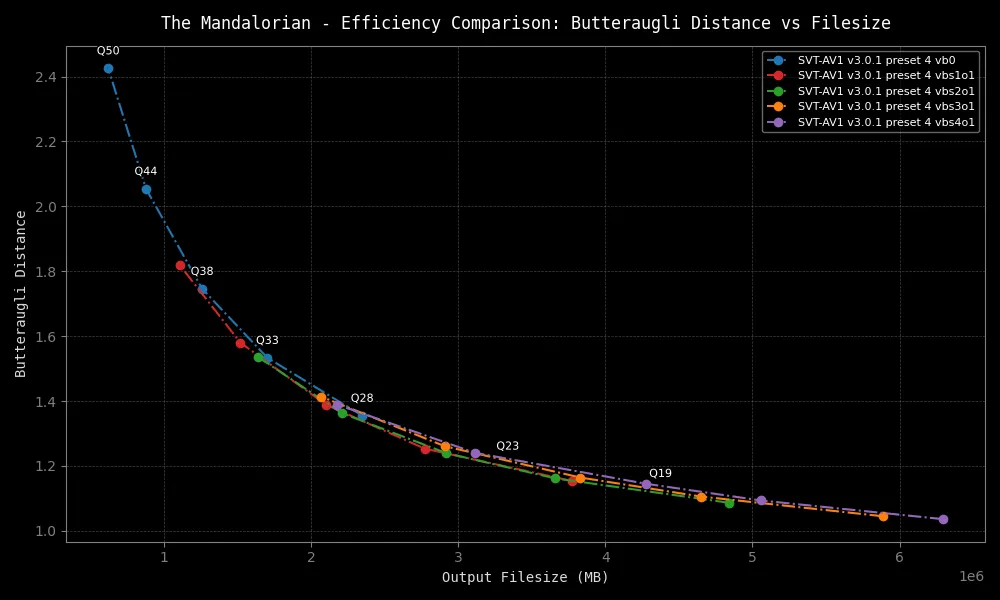 The Mandalorian - Efficiency Comparison: Butteraugli Distance vs Filesize
Q50
Q44
Q38
Q33
Q28
Q23
Q19
SVT-AV1 v3.0.1 preset 4 vb0
SVT-AV1 v3.0.1 preset 4 vbs1o1
SVT-AV1 v3.0.1 preset 4 vbs2o1
SVT-AV1 v3.0.1 preset 4 vbs3o1
SVT-AV1 v3.0.1 preset 4 vbs4o1
Butteraugli Distance
2.4
2.2
2.0
1.8
1.6
1.4
1.2
1.0
1 2 3 4 5 6
1e6
Output Filesize (MB)